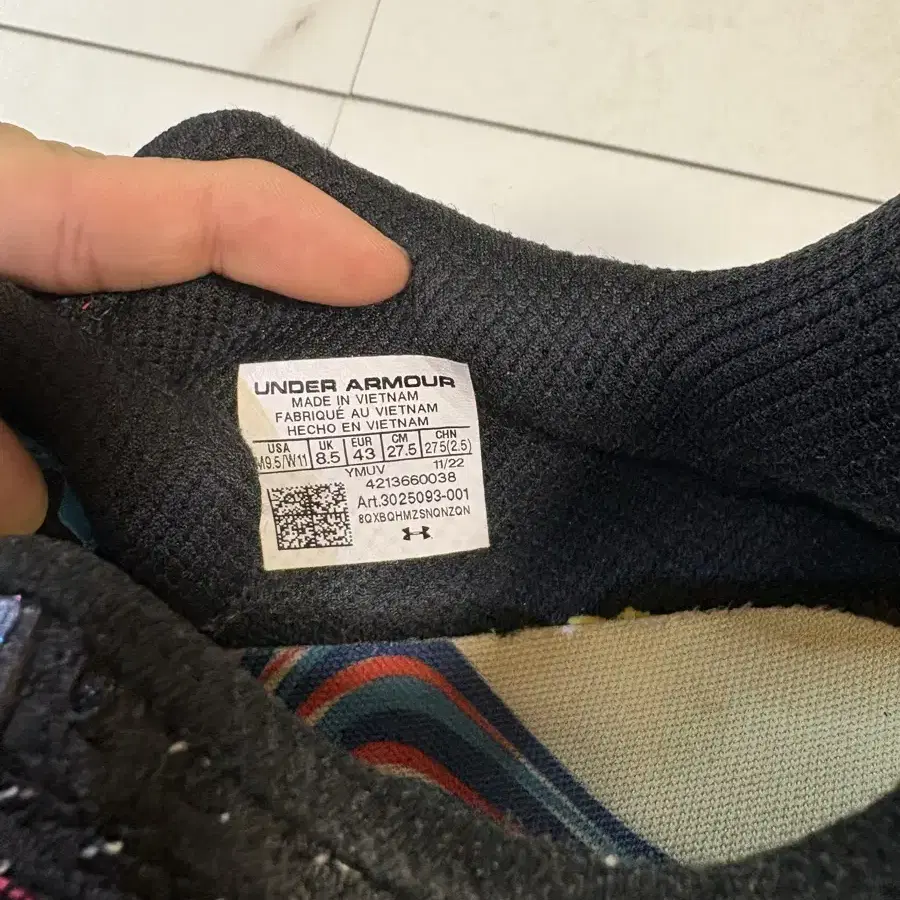 UNDER ARMOUR
MADE IN VIETNAM
FABRIQUÉ AU VIETNAM
HECHO EN VIETNAM
USA UK EUR CM CHN
M9.5/W11 8.5 43 27.5 275(2.5)
YMUV 11/22
4213660038
Art.3025093-001
8QXBQHMZSNQNZQN